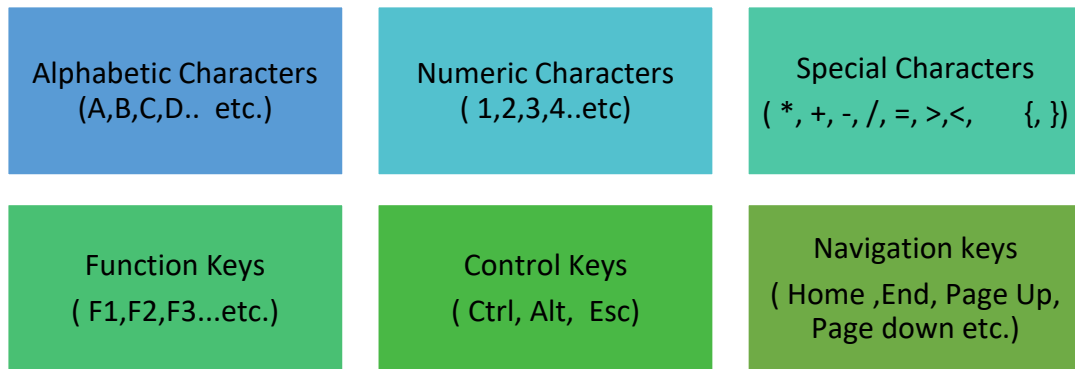 Alphabetic Characters
(A,B,C,D.. etc.)
Numeric Characters
( 1,2,3,4..etc)
Special Characters
( *, +, -, /, =, >,<, {, })
Function Keys
( F1,F2,F3...etc.)
Control Keys
( Ctrl, Alt, Esc)
Navigation keys
( Home ,End, Page Up,
Page down etc.)